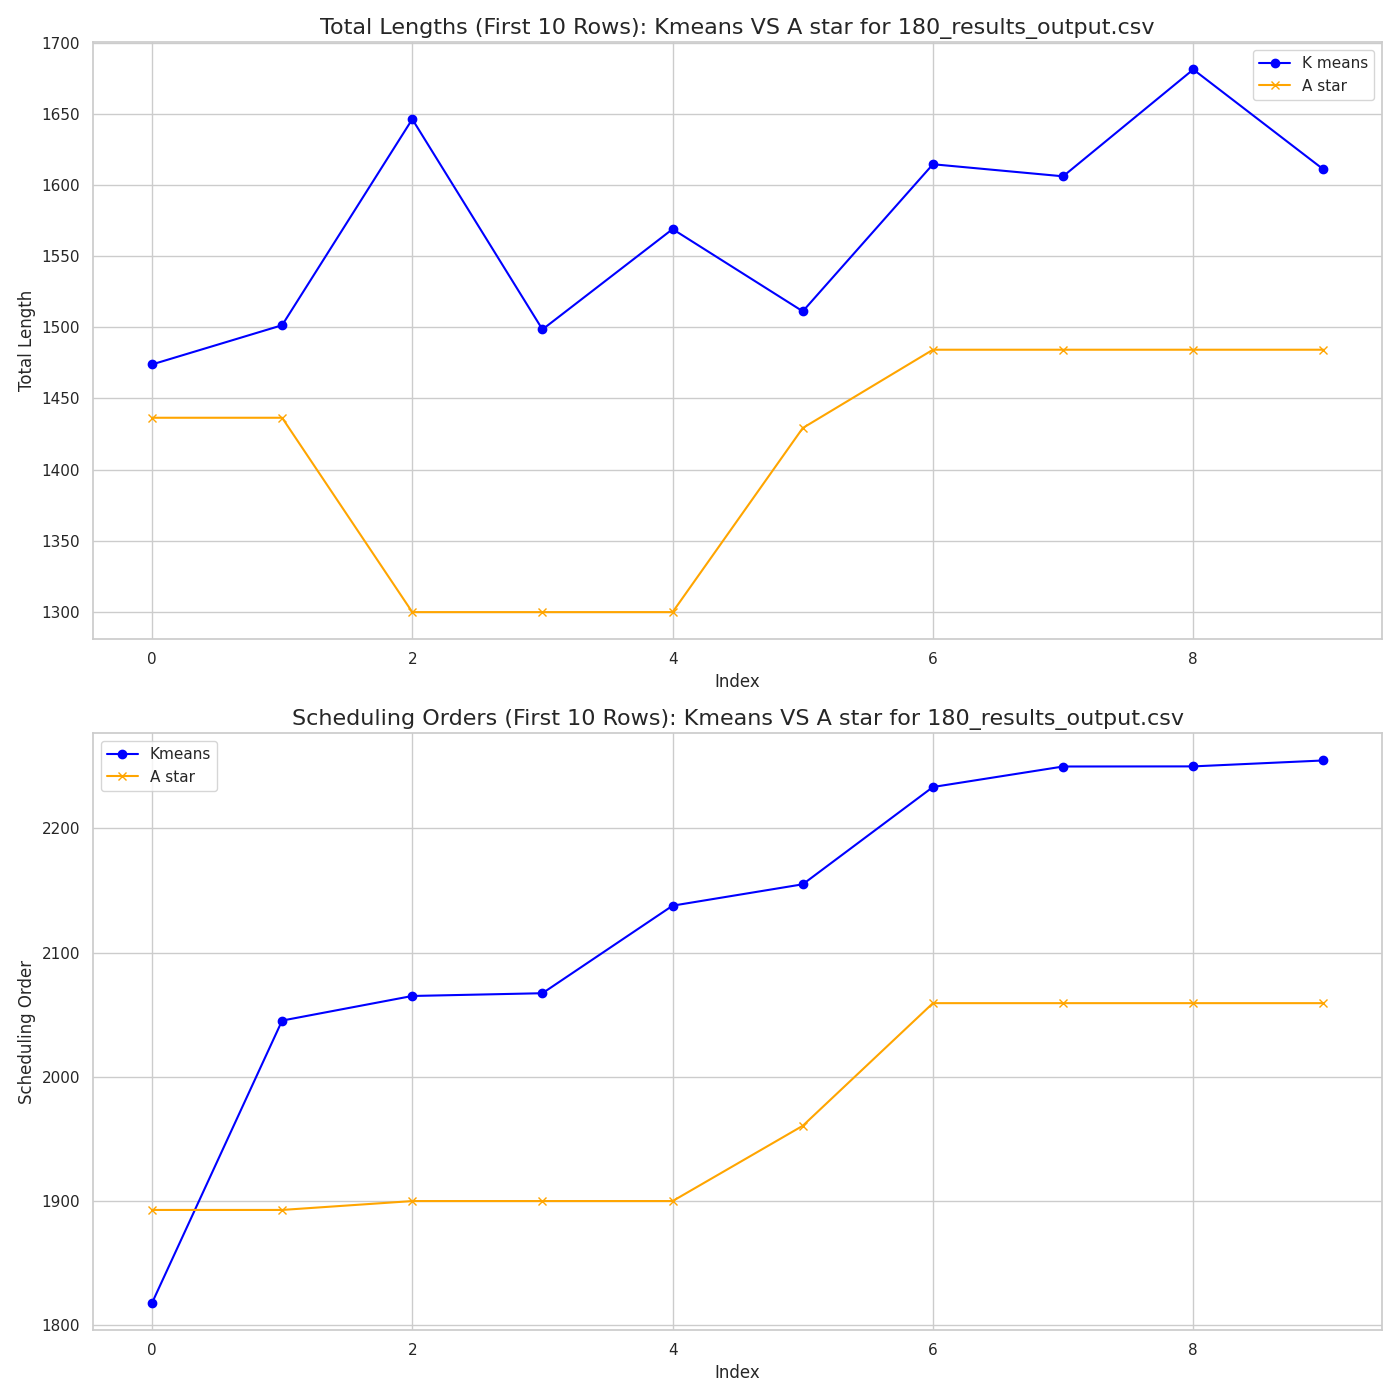 Total Lengths (First 10 Rows): Kmeans VS A star for 180_results_output.csv
1700
1650
1600
1550
1500
1450
1400
1350
1300
Total Length
K means
A star
0 2 4 6 8
Index
Scheduling Orders (First 10 Rows): Kmeans VS A star for 180_results_output.csv
Kmeans
A star
2200
2100
2000
1900
1800
Scheduling Order
0 2 4 6 8
Index